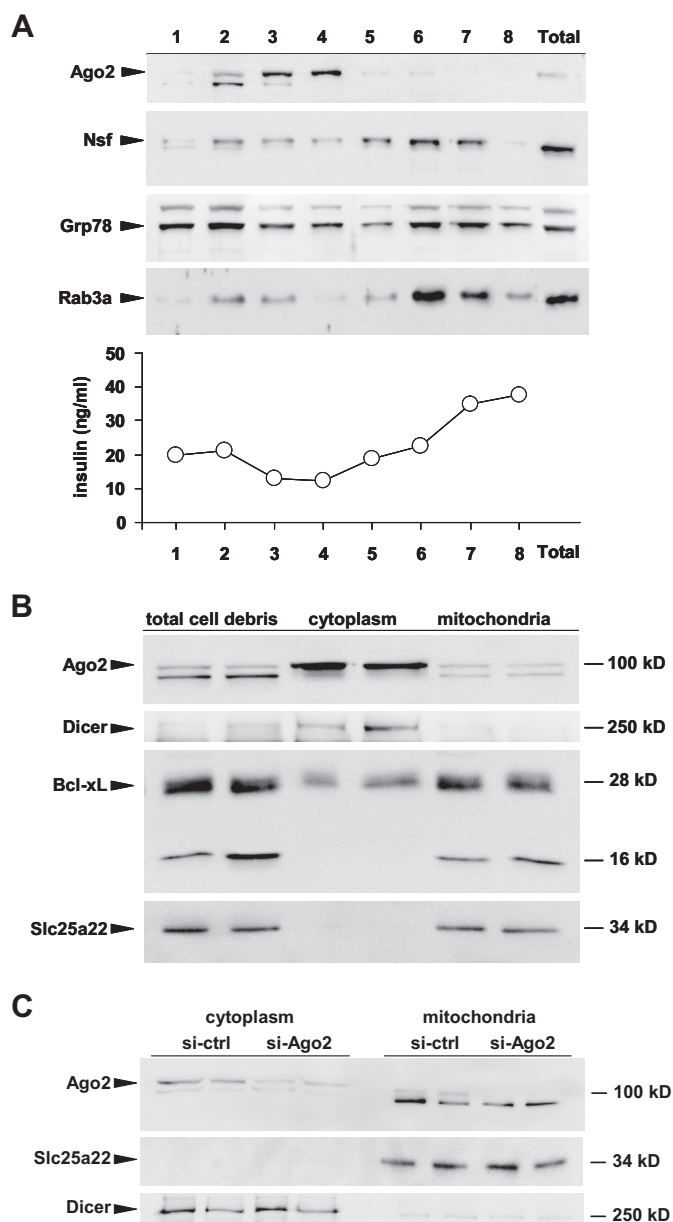 A
1 2 3 4 5 6 7 8 Total
Ago2
Nsf
Grp78
Rab3a
50
40
30
20
10
0
insulin (ng/ml)
1 2 3 4 5 6 7 8 Total
B
total cell debris cytoplasm mitochondria
Ago2 100 kD
Dicer 250 kD
Bcl-xL 28 kD
16 kD
Slc25a22 34 kD
C
cytoplasm mitochondria
si-ctrl si-Ago2 si-ctrl si-Ago2
Ago2 100 kD
Slc25a22 34 kD
Dicer 250 kD